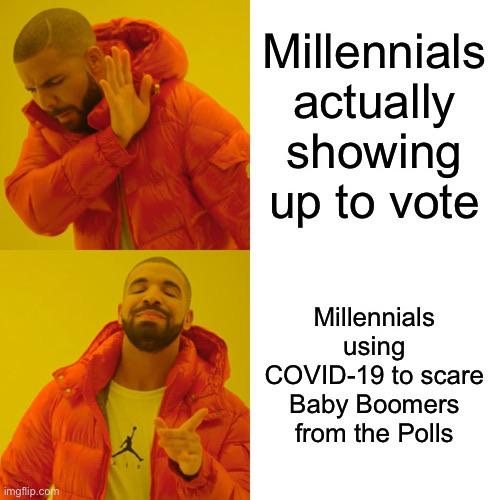 Millennials
actually
showing
up to vote
Millennials
using
COVID-19 to scare
Baby Boomers
from the Polls
imgflip.com